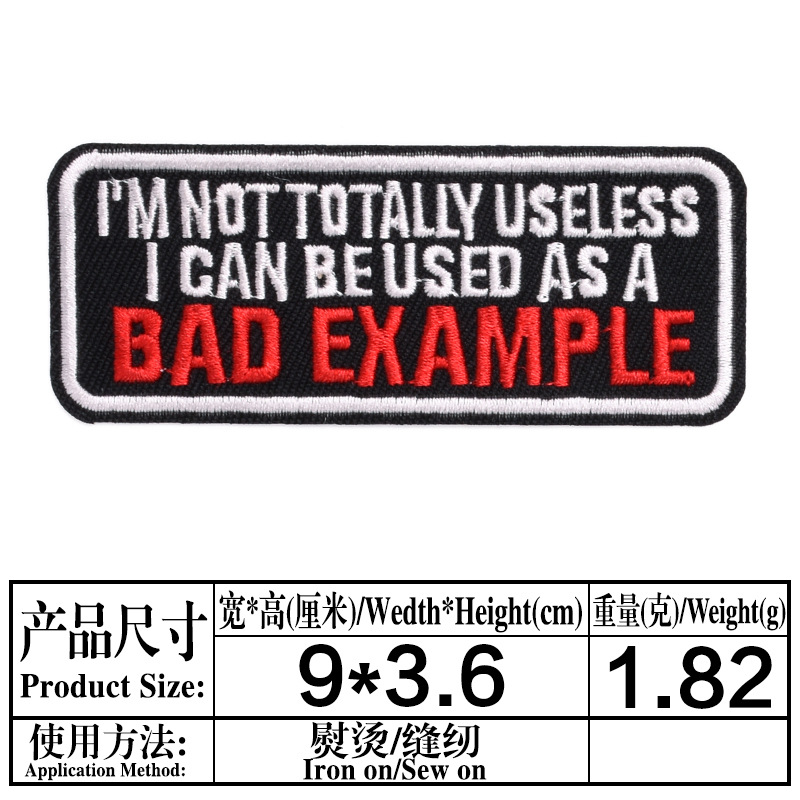 I'M NOT TOTALLY USELESS
I CAN BE USED AS A
BAD EXAMPLE
产品尺寸
Product Size:
宽*高(厘米)/Wedth*Height(cm)
9*3.6
重量(克)/Weight(g)
1.82
使用方法:
Application Method:
熨烫/缝纫
Iron on/Sew on